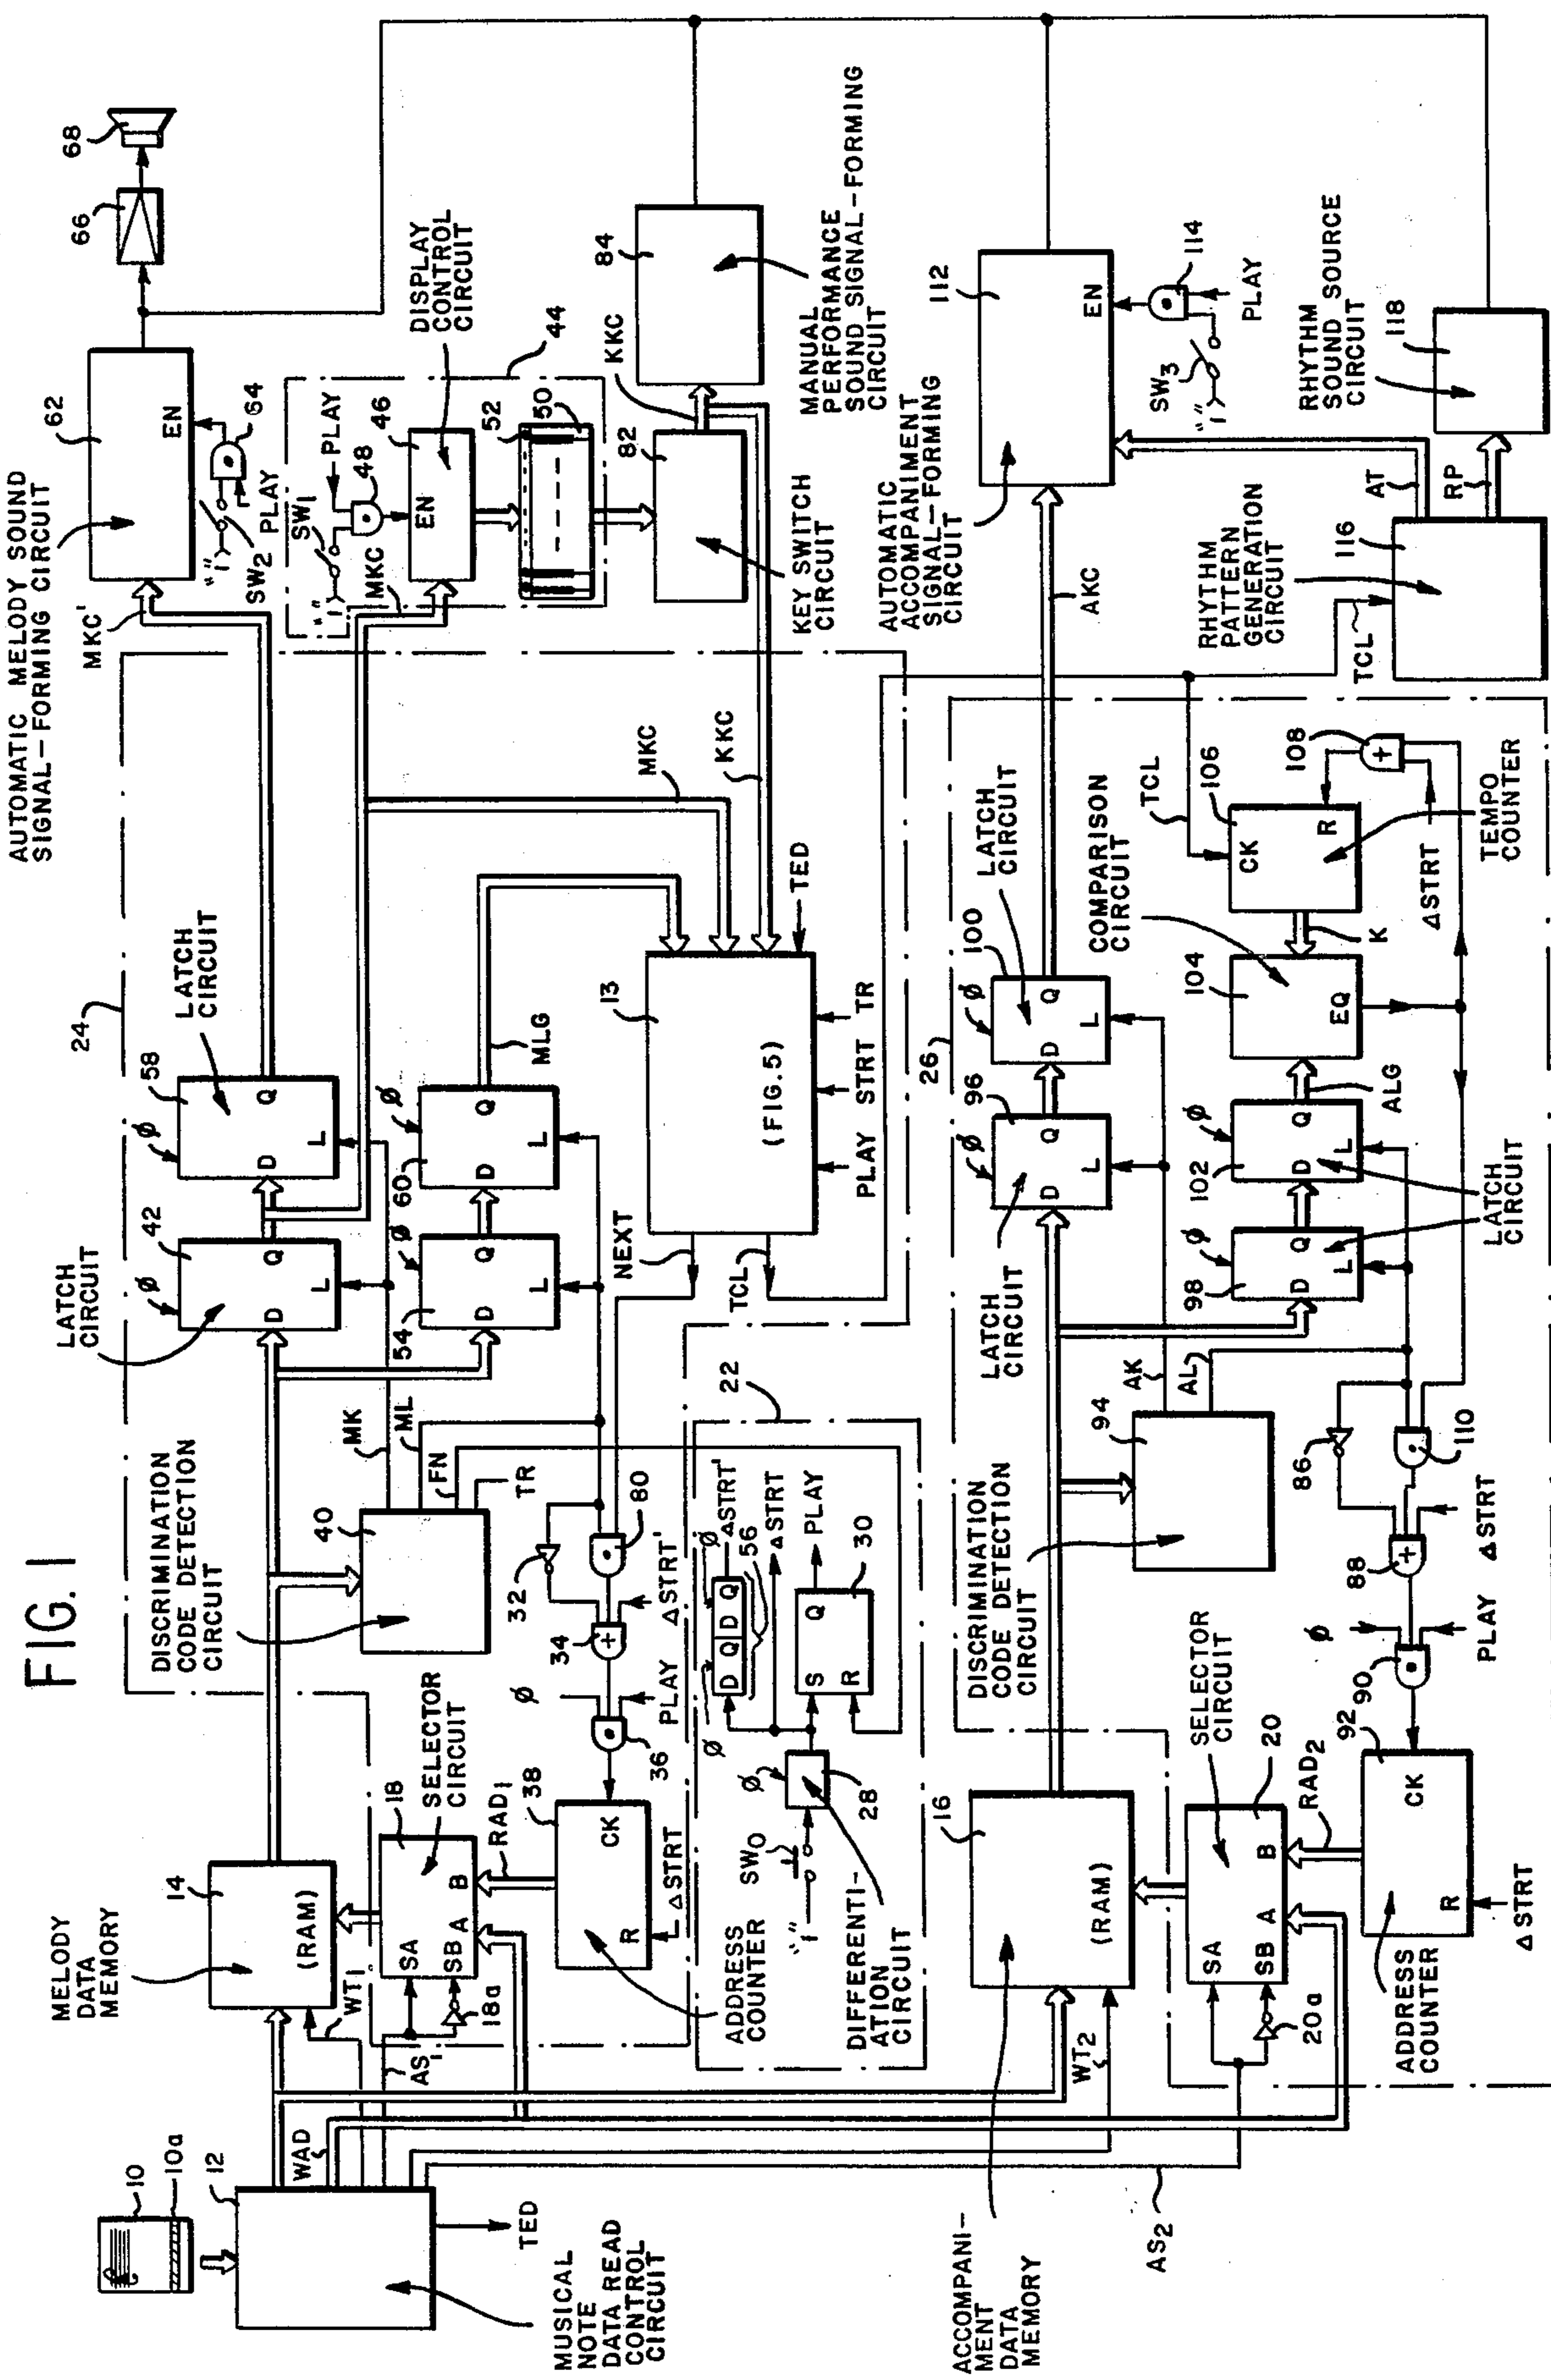 FIG. 1
10
10a
12
MUSICAL
NOTE
DATA READ
CONTROL
CIRCUIT
TED
WAD
WT1
AS1
MELODY
DATA
MEMORY
14
(RAM)
18
SA
SB
A
B
18a
SELECTOR
CIRCUIT
RAD1
38
CK
R
ΔSTRT
ADDRESS
COUNTER
36
Ø
PLAY
34
ΔSTRT'
32
80
DISCRIMINATION
CODE DETECTION
CIRCUIT
40
MK
ML
FN
TR
LATCH
CIRCUIT
42
Ø
D
Q
L
58
Ø
D
Q
L
LATCH
CIRCUIT
24
54
Ø
D
Q
L
60
Ø
D
Q
L
MLG
NEXT
TCL
13
(FIG.5)
PLAY
STRT
TR
TED
MKC
KKC
MKC'
AUTOMATIC MELODY SOUND
SIGNAL-FORMING CIRCUIT
62
EN
64
"1"
SW2
PLAY
66
68
"1"
SW1
PLAY
48
MKC
EN
46
DISPLAY
CONTROL
CIRCUIT
44
52
50
82
KEY SWITCH
CIRCUIT
KKC
84
MANUAL
PERFORMANCE
SOUND SIGNAL-FORMING
CIRCUIT
22
SW0
"1"
Ø
28
DIFFERENTI-
ATION
CIRCUIT
Ø
D Q D Q
Ø
Ø
56
ΔSTRT'
ΔSTRT
S
R
Q
30
PLAY
ACCOMPANI-
MENT
DATA
MEMORY
16
(RAM)
WT2
AS2
20
SA
SB
A
B
20a
SELECTOR
CIRCUIT
RAD2
92
CK
R
ΔSTRT
ADDRESS
COUNTER
90
Ø
PLAY
88
ΔSTRT
86
110
DISCRIMINATION
CODE DETECTION
CIRCUIT
94
AK
AL
26
LATCH
CIRCUIT
96
Ø
D
Q
L
100
Ø
D
Q
L
LATCH
CIRCUIT
98
Ø
D
Q
L
102
Ø
D
Q
L
LATCH
CIRCUIT
ALG
COMPARISON
CIRCUIT
104
EQ
K
106
CK
R
TCL
TEMPO
COUNTER
108
ΔSTRT
AKC
AUTOMATIC
ACCOMPANIMENT
SIGNAL-FORMING
CIRCUIT
112
EN
114
"1"
SW3
PLAY
RHYTHM
PATTERN
GENERATION
CIRCUIT
TCL
116
AT
RP
RHYTHM
SOUND SOURCE
CIRCUIT
118